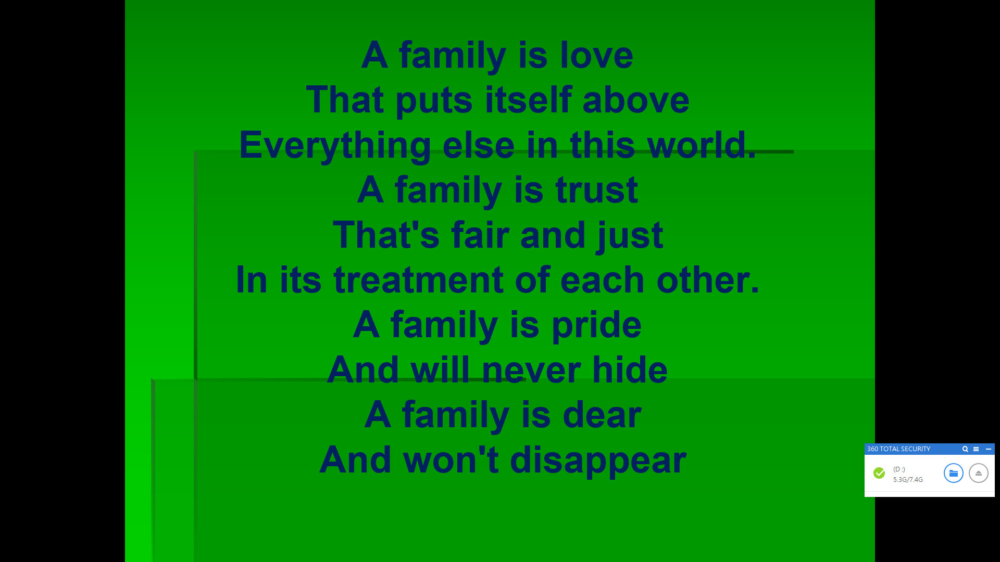 A family is love
That puts itself above
Everything else in this world.
A family is trust
That's fair and just
In its treatment of each other.
A family is pride
And will never hide
A family is dear
And won't disappear
360 TOTAL SECURITY
(D :)
5.3G/7.4G